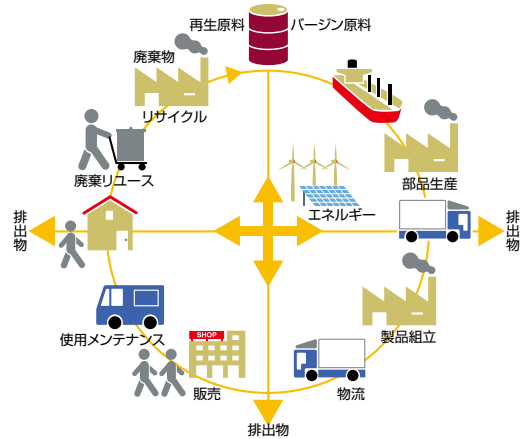 再生原料 バージン原料
廃棄物
リサイクル
廃棄リユース
部品生産
エネルギー
排出物
排出物
製品組立
使用メンテナンス
SHOP
販売
物流
排出物